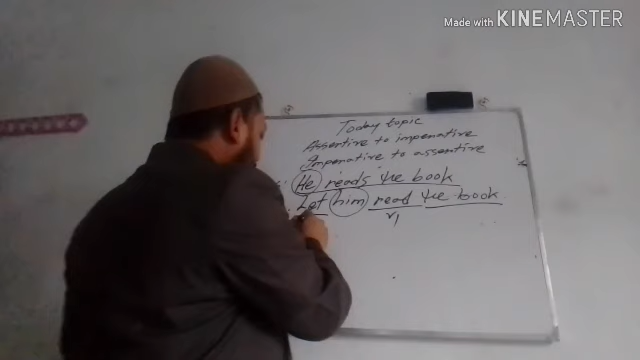 Made with KINEMASTER
Today topic
Assertive to imperative
Imperative to assertive
He reads the book
Let him read the book
V1